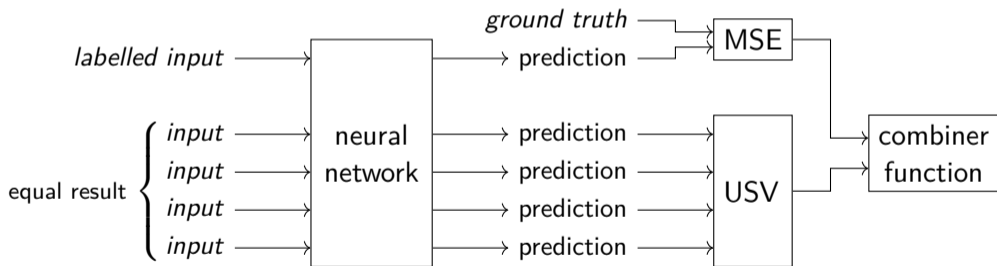 ground truth
labelled input
prediction
MSE
input
prediction
combiner
function
neural
network
input
prediction
equal result
USV
input
prediction
input
prediction